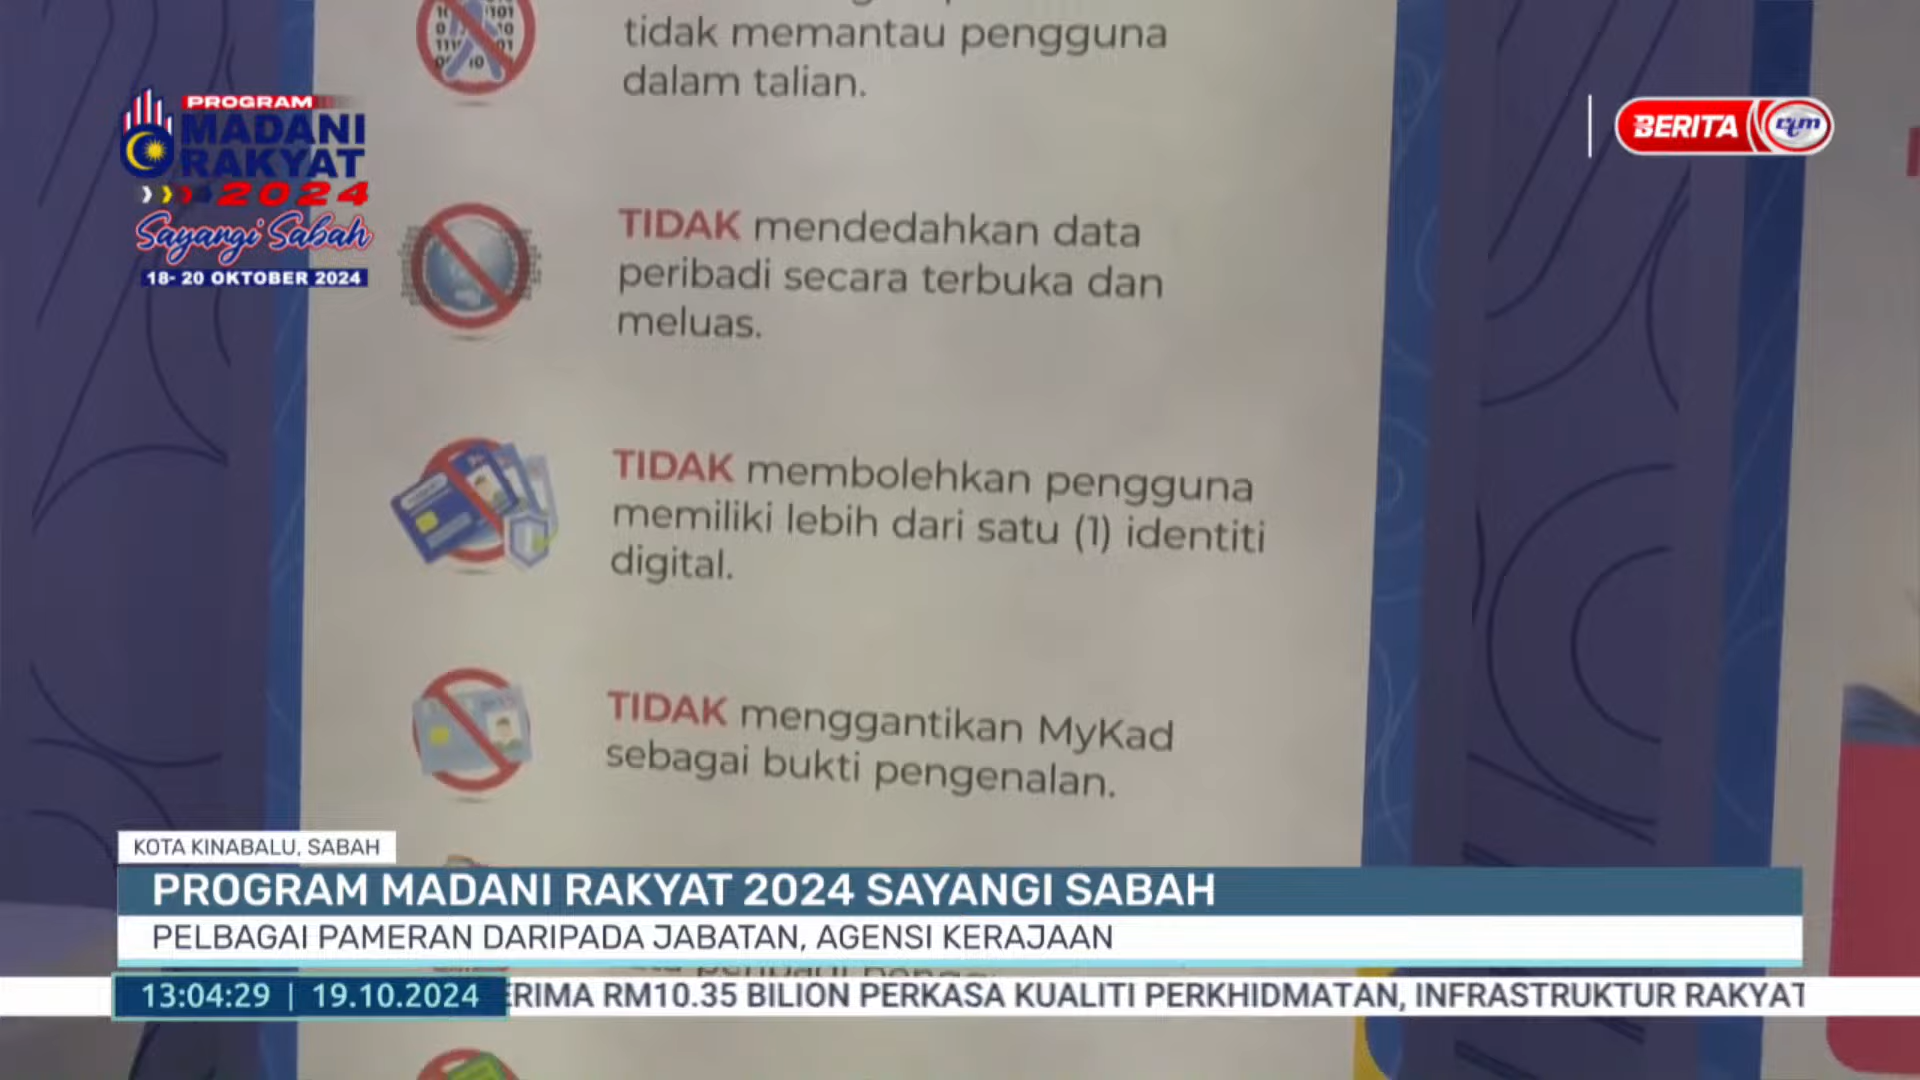 tidak memantau pengguna
dalam talian.
PROGRAM
MADANI
RAKYAT
2024
Sayangi Sabah
18- 20 OKTOBER 2024
BERITA rtm
TIDAK mendedahkan data
peribadi secara terbuka dan
meluas.
TIDAK membolehkan pengguna
memiliki lebih dari satu (1) identiti
digital.
TIDAK menggantikan MyKad
sebagai bukti pengenalan.
KOTA KINABALU, SABAH
PROGRAM MADANI RAKYAT 2024 SAYANGI SABAH
PELBAGAI PAMERAN DARIPADA JABATAN, AGENSI KERAJAAN
13:04:29 | 19.10.2024
RM10.35 BILION PERKASA KUALITI PERKHIDMATAN, INFRASTRUKTUR RAKYAT